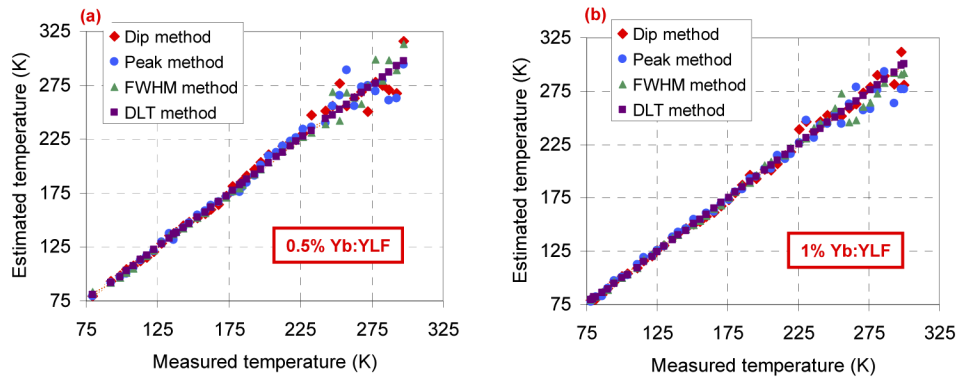 (a)
Dip method
Peak method
FWHM method
DLT method
325
275
225
175
125
75
Estimated temperature (K)
0.5% Yb:YLF
75 125 175 225 275 325
Measured temperature (K)
(b)
Dip method
Peak method
FWHM method
DLT method
325
275
225
175
125
75
Estimated temperature (K)
1% Yb:YLF
75 125 175 225 275 325
Measured temperature (K)